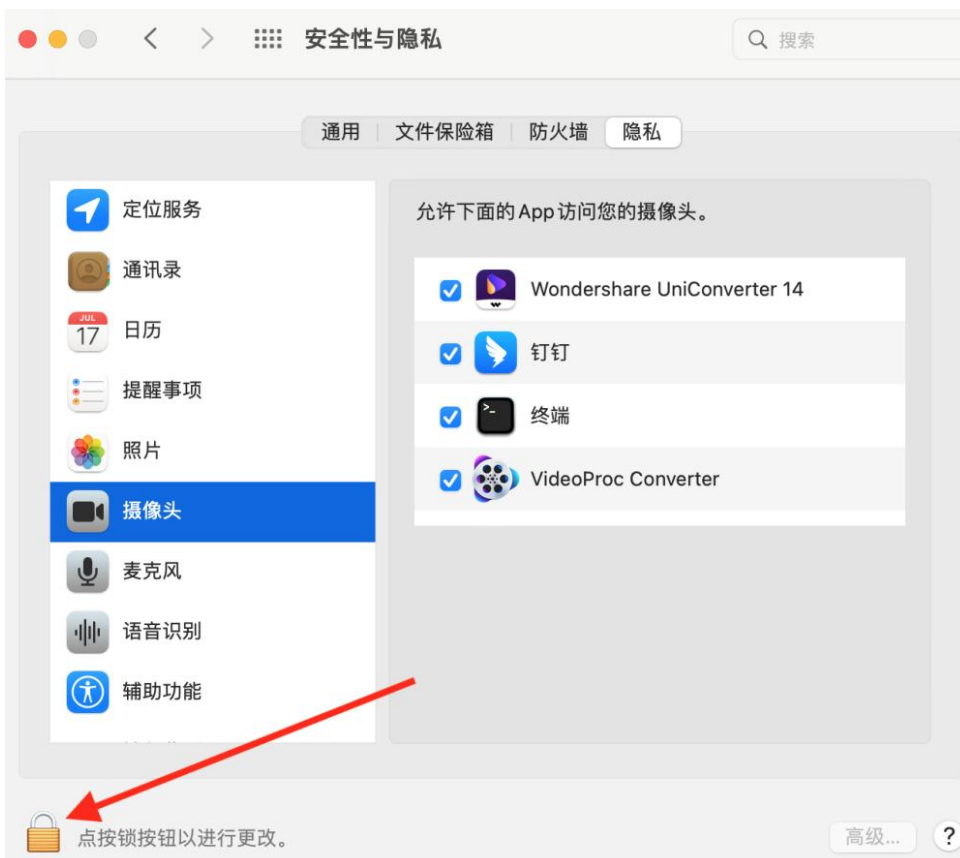 安全性与隐私
搜索
通用 文件保险箱 防火墙 隐私
定位服务
通讯录
JUL
17
日历
提醒事项
照片
摄像头
麦克风
语音识别
辅助功能
允许下面的App访问您的摄像头。
Wondershare UniConverter 14
钉钉
>-
终端
VideoProc Converter
点按锁按钮以进行更改。
高级...
?